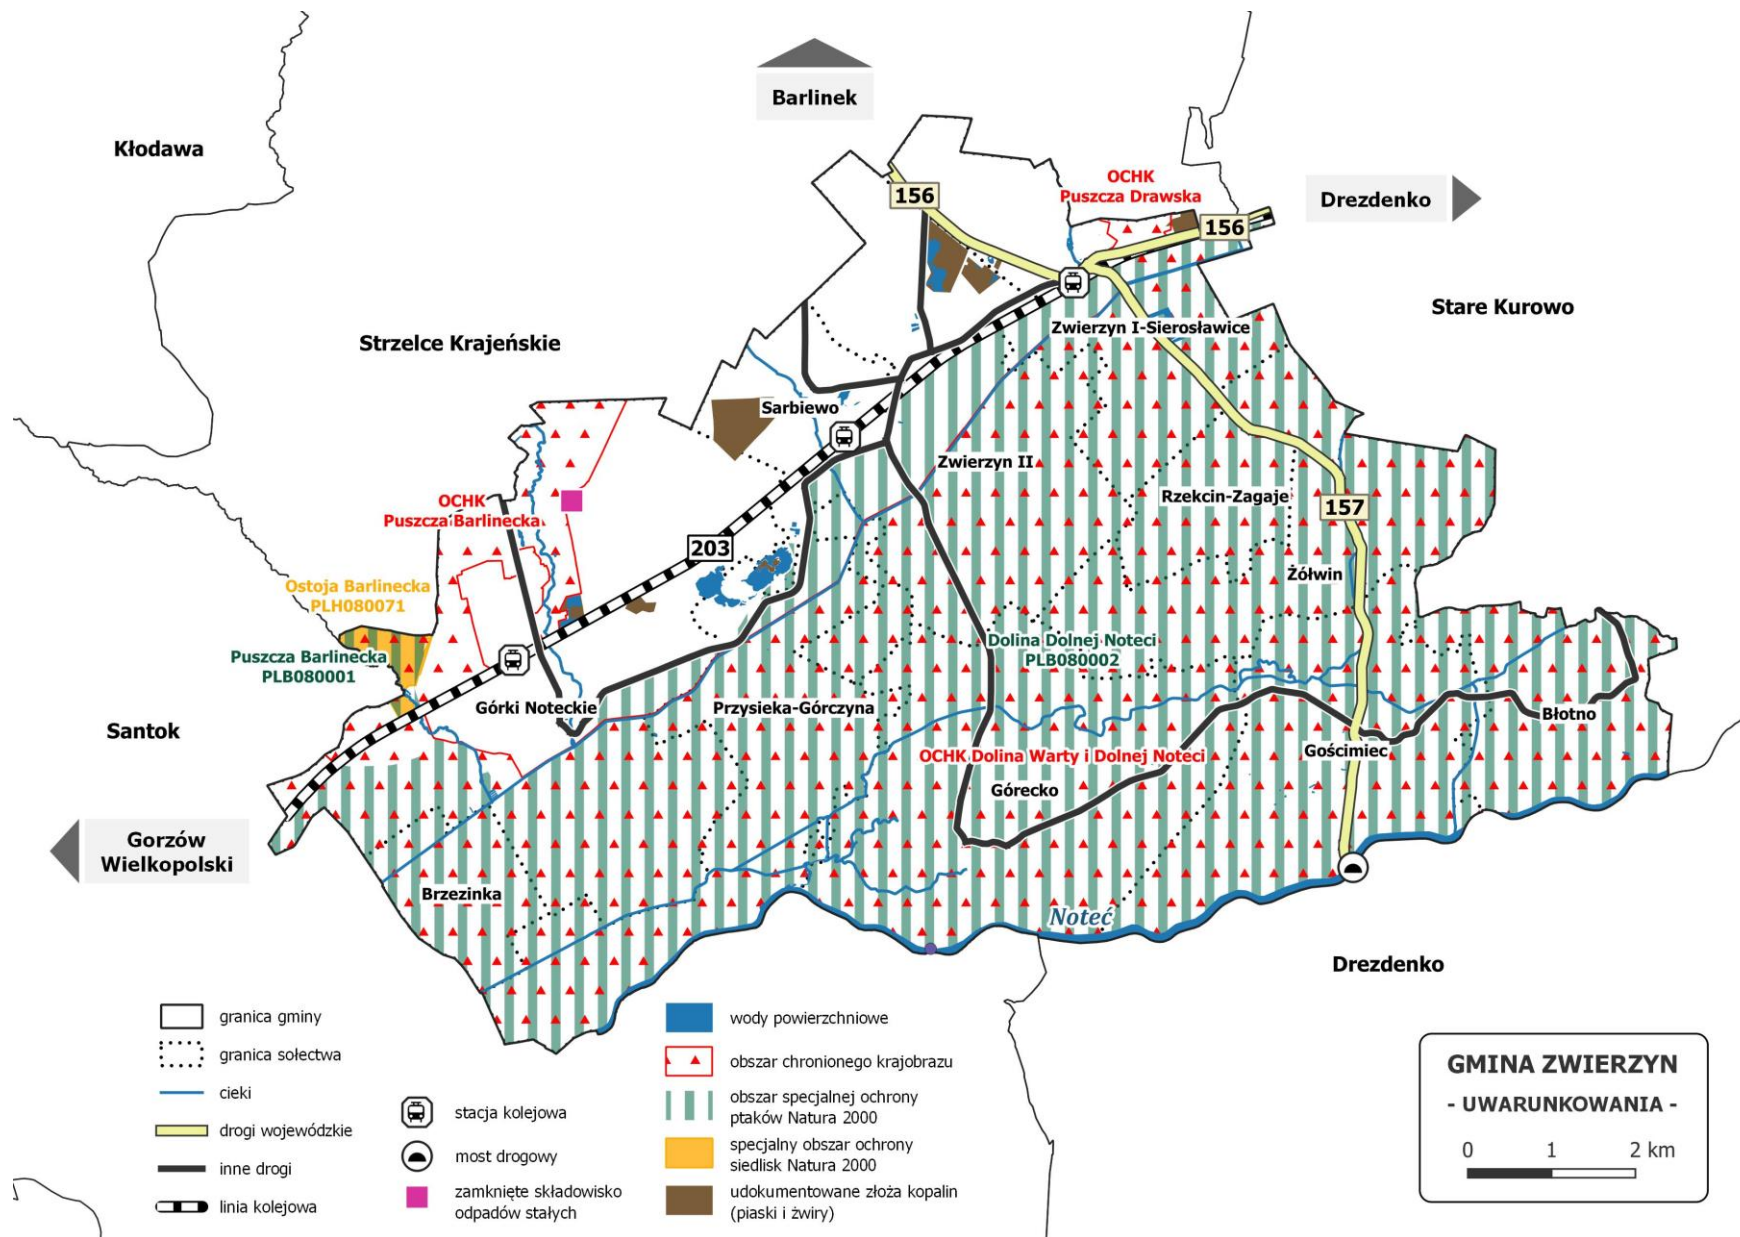 Barlinek
Kłodawa
OCHK
Puszcza Drawska
156
Drezdenko
156
Stare Kurowo
Zwierzyn I-Sierosławice
Strzelce Krajeńskie
Sarbiewo
Zwierzyn II
Rzekcin-Zagaje
157
OCHK
Puszcza Barlinecka
203
Żółwin
Ostoja Barlinecka
PLH080071
Dolina Dolnej Noteci
PLB080002
Puszcza Barlinecka
PLB080001
Santok
Górki Noteckie
Przysieka-Górczyna
Błotno
Gościmiec
OCHK Dolina Warty i Dolnej Noteci
Górecko
Gorzów
Wielkopolski
Brzezinka
Noteć
Drezdenko
granica gminy
granica sołectwa
cieki
drogi wojewódzkie
inne drogi
linia kolejowa
stacja kolejowa
most drogowy
zamknięte składowisko
odpadów stałych
wody powierzchniowe
obszar chronionego krajobrazu
obszar specjalnej ochrony
ptaków Natura 2000
specjalny obszar ochrony
siedlisk Natura 2000
udokumentowane złoża kopalin
(piaski i żwiry)
GMINA ZWIERZYN
- UWARUNKOWANIA -
0 1 2 km